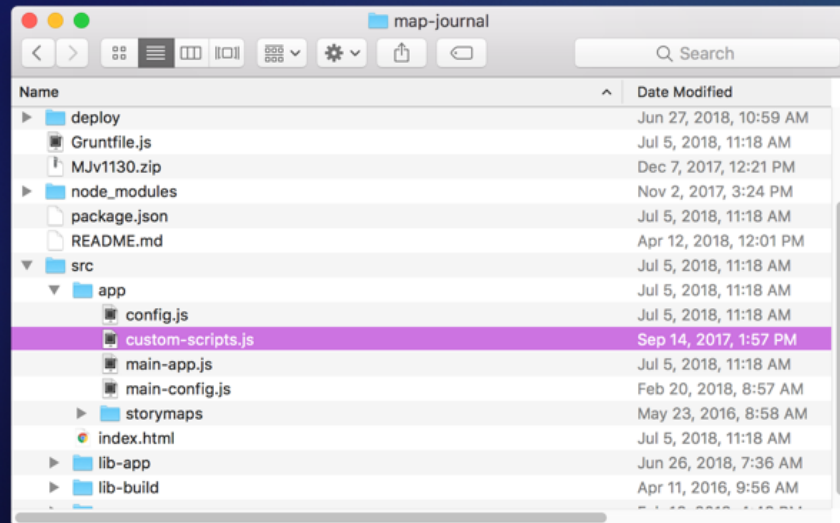 map-journal
Search
Name Date Modified
deploy Jun 27, 2018, 10:59 AM
Gruntfile.js Jul 5, 2018, 11:18 AM
MJv1130.zip Dec 7, 2017, 12:21 PM
node_modules Nov 2, 2017, 3:24 PM
package.json Jul 5, 2018, 11:18 AM
README.md Apr 12, 2018, 12:01 PM
src Jul 5, 2018, 11:18 AM
app Jul 5, 2018, 11:18 AM
config.js Jul 5, 2018, 11:18 AM
custom-scripts.js Sep 14, 2017, 1:57 PM
main-app.js Jul 5, 2018, 11:18 AM
main-config.js Feb 20, 2018, 8:57 AM
storymaps May 23, 2016, 8:58 AM
index.html Jul 5, 2018, 11:18 AM
lib-app Jun 26, 2018, 7:36 AM
lib-build Apr 11, 2016, 9:56 AM